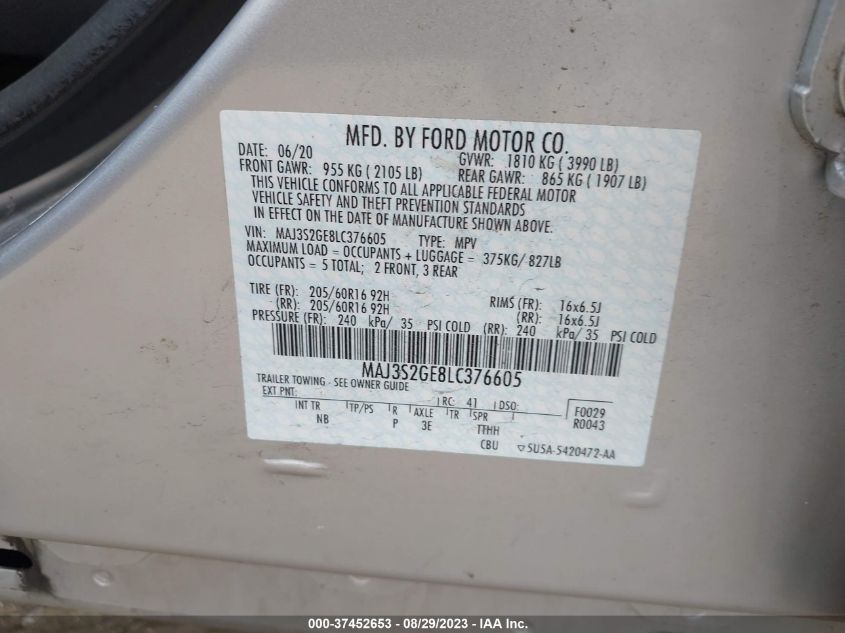 MFD. BY FORD MOTOR CO.
DATE: 06/20 GVWR: 1810 KG ( 3990 LB)
FRONT GAWR: 955 KG ( 2105 LB) REAR GAWR: 865 KG ( 1907 LB)
THIS VEHICLE CONFORMS TO ALL APPLICABLE FEDERAL MOTOR
VEHICLE SAFETY AND THEFT PREVENTION STANDARDS
IN EFFECT ON THE DATE OF MANUFACTURE SHOWN ABOVE.
VIN: MAJ3S2GE8LC376605 TYPE: MPV
MAXIMUM LOAD = OCCUPANTS + LUGGAGE = 375KG/ 827LB
OCCUPANTS = 5 TOTAL; 2 FRONT, 3 REAR
TIRE (FR): 205/60R16 92H RIMS (FR): 16x6.5J
(RR): 205/60R16 92H (RR): 16x6.5J
PRESSURE (FR): 240 kPa/ 35 PSI COLD (RR): 240 kPa/ 35 PSI COLD
MAJ3S2GE8LC376605
TRAILER TOWING - SEE OWNER GUIDE
EXT PNT: RC: 41 DSO: F0029
INT TR TP/PS R AXLE TR SPR R0043
NB P 3E TTHH
CBU SU5A-5420472-AA
000-37452653 - 08/29/2023 - IAA Inc.